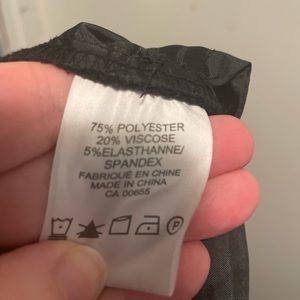 75% POLYESTER
20% VISCOSE
5%ELASTHANNE/
SPANDEX
FABRIQUÉ EN CHINE
MADE IN CHINA
CA 00655
P